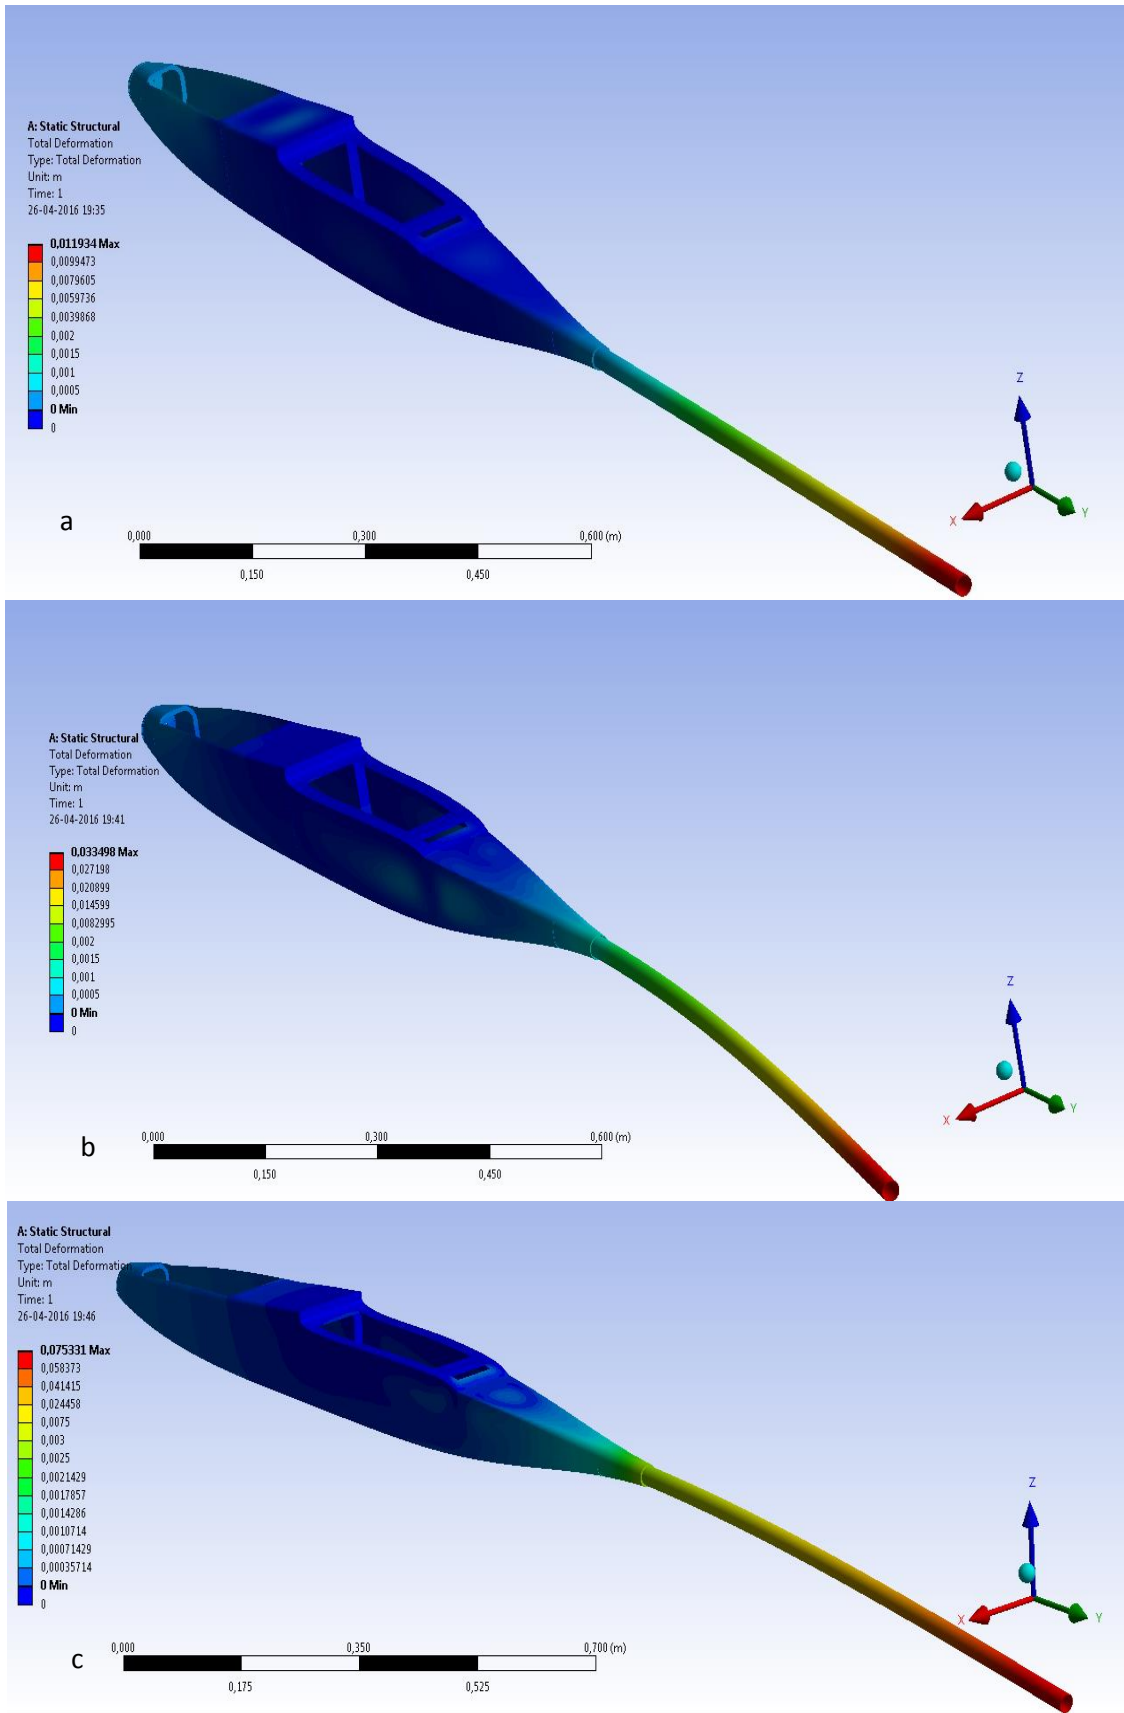 A: Static Structural
Total Deformation
Type: Total Deformation
Unit: m
Time: 1
26-04-2016 19:35
0,011934 Max
0,0099473
0,0079605
0,0059736
0,0039868
0,002
0,0015
0,001
0,0005
0 Min
0
Z
X
Y
a
0,000 0,300 0,600 (m)
0,150 0,450
A: Static Structural
Total Deformation
Type: Total Deformation
Unit: m
Time: 1
26-04-2016 19:41
0,033498 Max
0,027198
0,020899
0,014599
0,0082995
0,002
0,0015
0,001
0,0005
0 Min
0
Z
X
Y
b
0,000 0,300 0,600 (m)
0,150 0,450
A: Static Structural
Total Deformation
Type: Total Deformation
Unit: m
Time: 1
26-04-2016 19:46
0,075331 Max
0,058373
0,041415
0,024458
0,0075
0,003
0,0025
0,0021429
0,0017857
0,0014286
0,0010714
0,00071429
0,00035714
0 Min
0
Z
X
Y
c
0,000 0,350 0,700 (m)
0,175 0,525